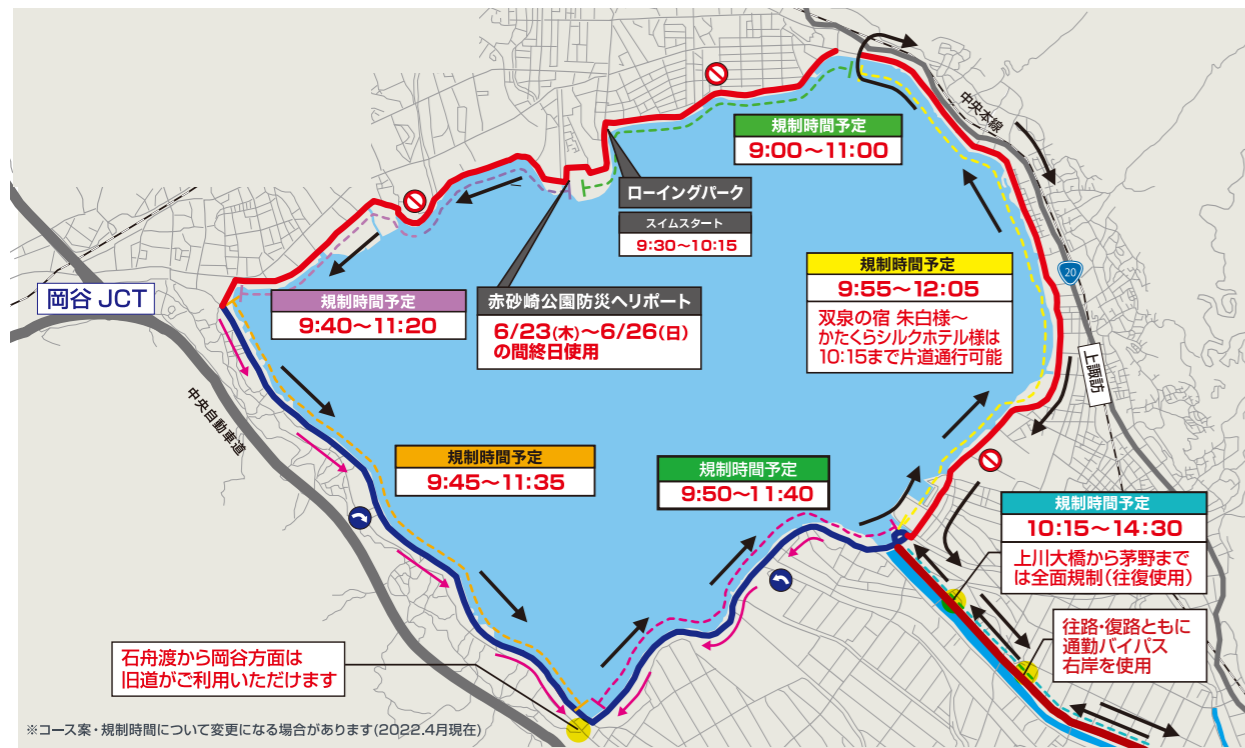 中央本線
規制時間予定
9:00〜11:00
ローイングパーク
スイムスタート
9:30〜10:15
規制時間予定
9:55〜12:05
双泉の宿 朱白様〜
かたくらシルクホテル様は
10:15まで片道通行可能
20
岡谷 JCT
規制時間予定
9:40〜11:20
赤砂崎公園防災ヘリポート
6/23(木)〜6/26(日)
の間終日使用
上諏訪
中央自動車道
規制時間予定
9:45〜11:35
規制時間予定
9:50〜11:40
規制時間予定
10:15〜14:30
上川大橋から茅野まで
は全面規制(往復使用)
往路・復路ともに
通勤バイパス
右岸を使用
石舟渡から岡谷方面は
旧道がご利用いただけます
※コース案・規制時間について変更になる場合があります(2022.4月現在)